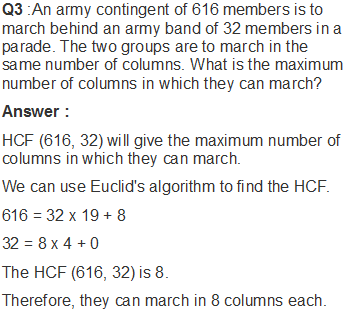 Q3 :An army contingent of 616 members is to
march behind an army band of 32 members in a
parade. The two groups are to march in the
same number of columns. What is the maximum
number of columns in which they can march?
Answer :
HCF (616, 32) will give the maximum number of
columns in which they can march.
We can use Euclid's algorithm to find the HCF.
616 = 32 x 19 + 8
32 = 8 x 4 + 0
The HCF (616, 32) is 8.
Therefore, they can march in 8 columns each.